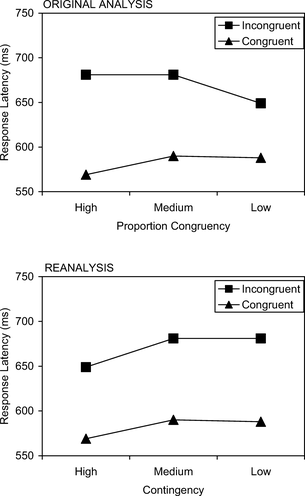 ORIGINAL ANALYSIS
750
700
650
600
550
Response Latency (ms)
Incongruent
Congruent
High Medium Low
Proportion Congruency
REANALYSIS
750
700
650
600
550
Response Latency (ms)
Incongruent
Congruent
High Medium Low
Contingency